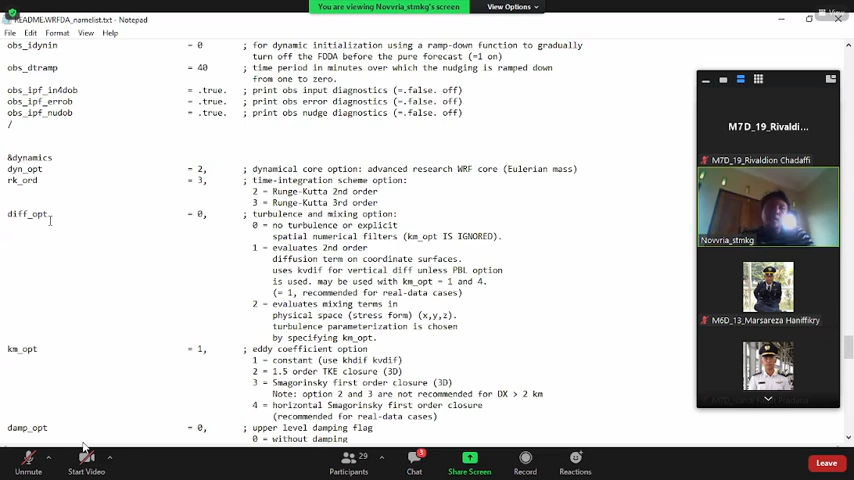 You are viewing Novvria_stmkg's screen
View Options
View
README.WRFDA_namelist.txt - Notepad
File Edit Format View Help
obs_idynin = 0 ; for dynamic initialization using a ramp-down function to gradually
turn off the FDDA before the pure forecast (=1 on)
obs_dtramp = 40 ; time period in minutes over which the nudging is ramped down
from one to zero.
obs_ipf_in4dob = .true. ; print obs input diagnostics (=.false. off)
obs_ipf_errob = .true. ; print obs error diagnostics (=.false. off)
obs_ipf_nudob = .true. ; print obs nudge diagnostics (=.false. off)
/
&dynamics
dyn_opt = 2, ; dynamical core option: advanced research WRF core (Eulerian mass)
rk_ord = 3, ; time-integration scheme option:
2 = Runge-Kutta 2nd order
3 = Runge-Kutta 3rd order
diff_opt = 0, ; turbulence and mixing option:
0 = no turbulence or explicit
spatial numerical filters (km_opt IS IGNORED).
1 = evaluates 2nd order
diffusion term on coordinate surfaces.
uses kvdif for vertical diff unless PBL option
is used. may be used with km_opt = 1 and 4.
(= 1, recommended for real-data cases)
2 = evaluates mixing terms in
physical space (stress form) (x,y,z).
turbulence parameterization is chosen
by specifying km_opt.
km_opt = 1, ; eddy coefficient option
1 = constant (use khdif kvdif)
2 = 1.5 order TKE closure (3D)
3 = Smagorinsky first order closure (3D)
Note: option 2 and 3 are not recommended for DX > 2 km
4 = horizontal Smagorinsky first order closure
(recommended for real-data cases)
damp_opt = 0, ; upper level damping flag
0 = without damping
M7D_19_Rivaldi...
M7D_19_Rivaldion Chadaffi
Novvria_stmkg
M6D_13_Marsareza Haniffikry
Unmute
Start Video
29
Participants
3
Chat
Share Screen
Record
Reactions
Leave